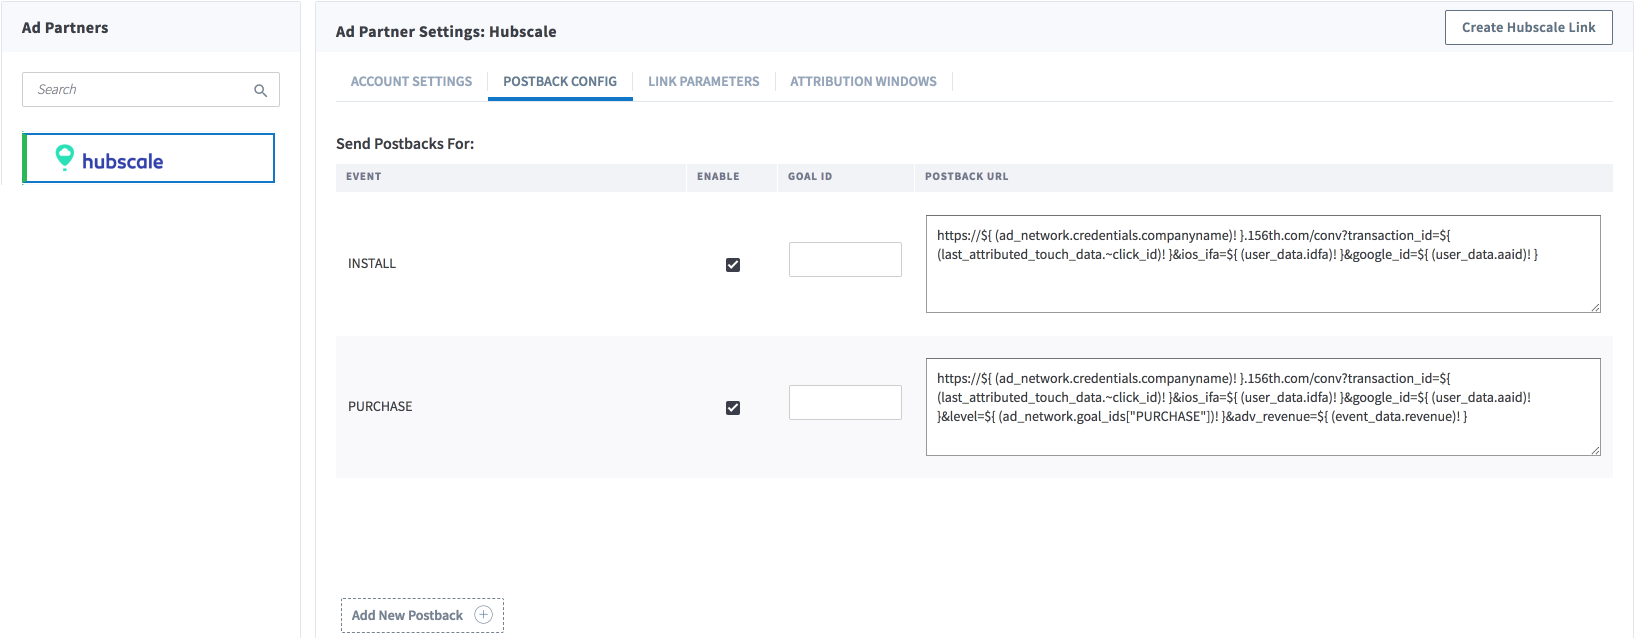 Ad Partners
Search
hubscale
Ad Partner Settings: Hubscale
Create Hubscale Link
ACCOUNT SETTINGS
POSTBACK CONFIG
LINK PARAMETERS
ATTRIBUTION WINDOWS
Send Postbacks For:
EVENT ENABLE GOAL ID POSTBACK URL
INSTALL
https://${ (ad_network.credentials.companyname)! }.156th.com/conv?transaction_id=${
(last_attributed_touch_data.~click_id)! }&ios_ifa=${ (user_data.idfa)! }&google_id=${ (user_data.aaid)! }
PURCHASE
https://${ (ad_network.credentials.companyname)! }.156th.com/conv?transaction_id=${
(last_attributed_touch_data.~click_id)! }&ios_ifa=${ (user_data.idfa)! }&google_id=${ (user_data.aaid)!
}&level=${ (ad_network.goal_ids["PURCHASE"])! }&adv_revenue=${ (event_data.revenue)! }
Add New Postback